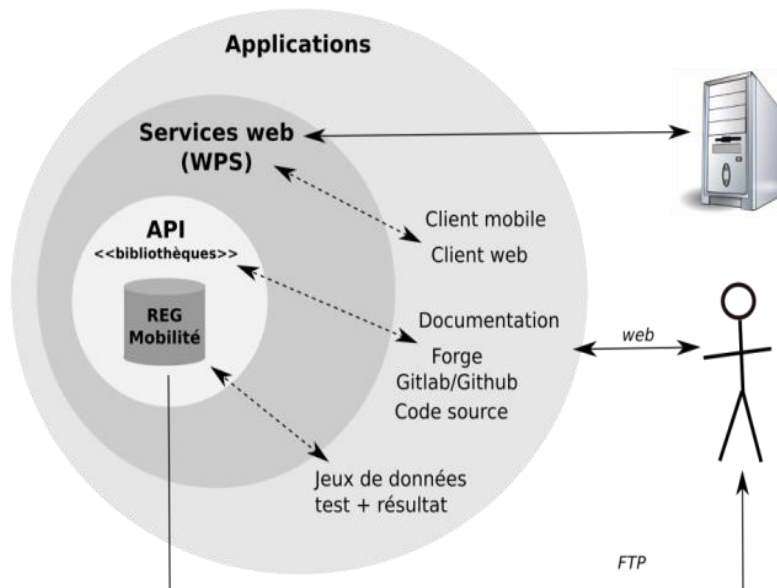 Applications
Services web
(WPS)
API
<<bibliothèques>>
REG
Mobilité
Client mobile
Client web
Documentation
Forge
Gitlab/Github
Code source
Jeux de données
test + résultat
web
FTP